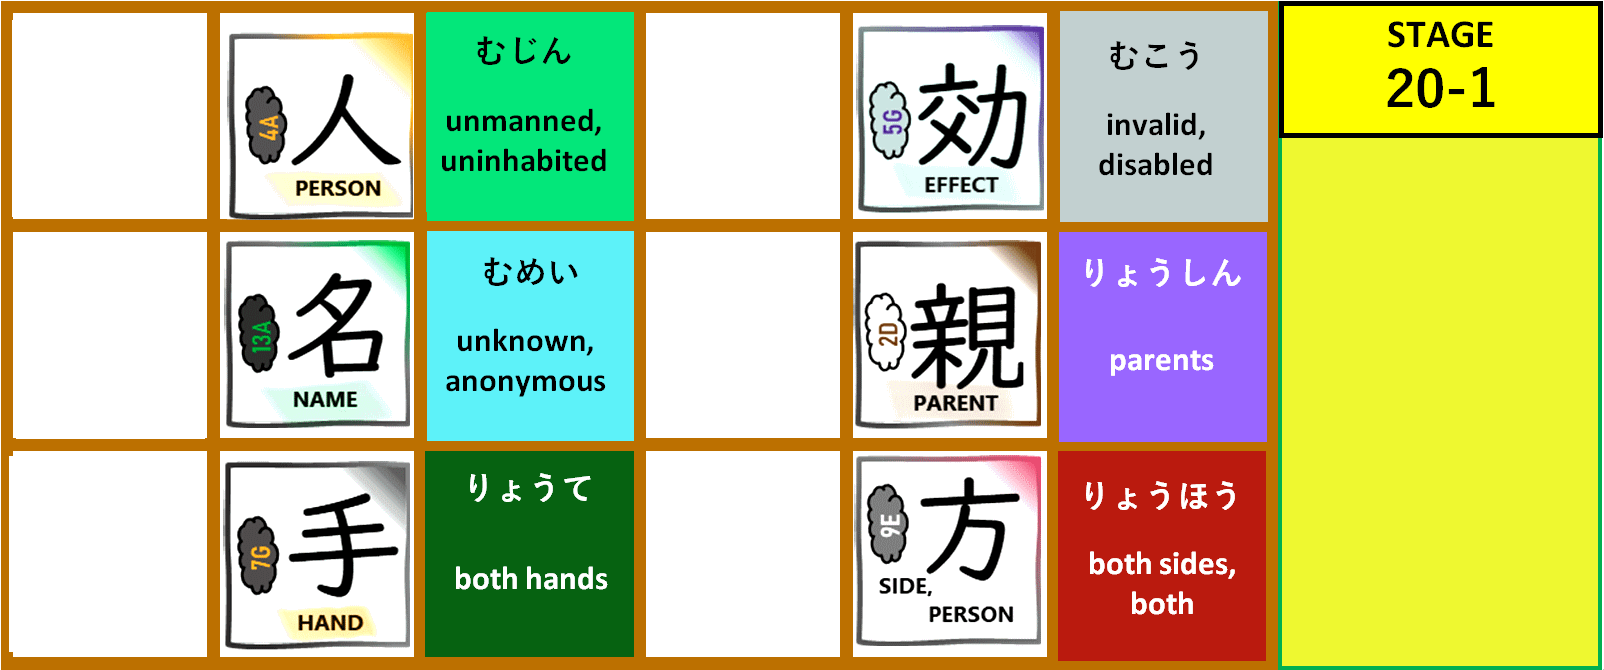 4A
人
PERSON
むじん
unmanned,
uninhabited
5G
効
EFFECT
むこう
invalid,
disabled
STAGE
20-1
13A
名
NAME
むめい
unknown,
anonymous
2D
親
PARENT
りょうしん
parents
7G
手
HAND
りょうて
both hands
9E
方
SIDE,
PERSON
りょうほう
both sides,
both